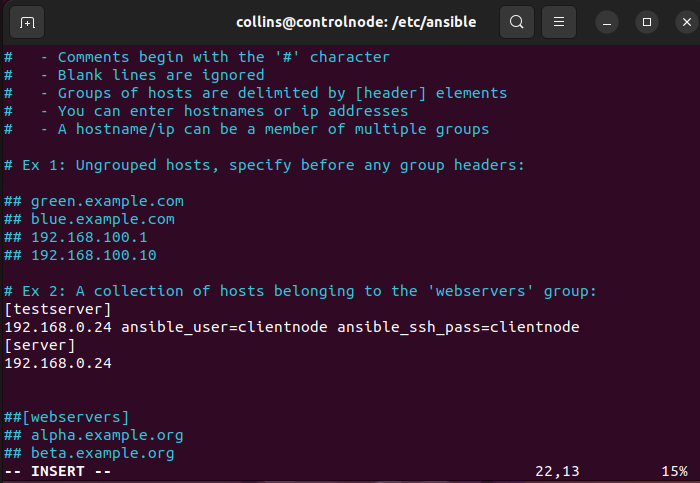 collins@controlnode: /etc/ansible
#   - Comments begin with the '#' character
#   - Blank lines are ignored
#   - Groups of hosts are delimited by [header] elements
#   - You can enter hostnames or ip addresses
#   - A hostname/ip can be a member of multiple groups
# Ex 1: Ungrouped hosts, specify before any group headers:
## green.example.com
## blue.example.com
## 192.168.100.1
## 192.168.100.10
# Ex 2: A collection of hosts belonging to the 'webservers' group:
[testserver]
192.168.0.24 ansible_user=clientnode ansible_ssh_pass=clientnode
[server]
192.168.0.24
##[webservers]
## alpha.example.org
## beta.example.org
-- INSERT -- 22,13 15%